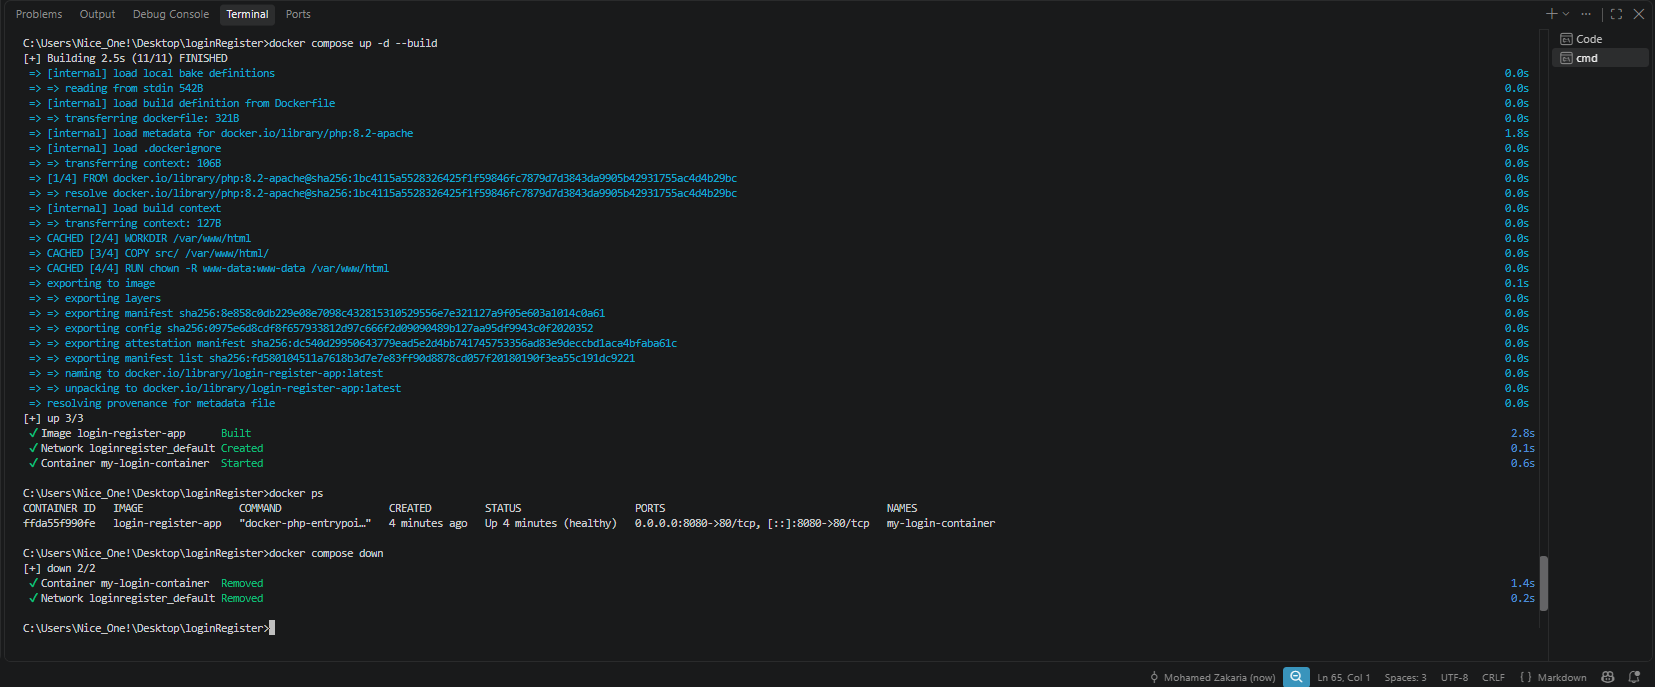 Problems Output Debug Console Terminal Ports
C:\Users\Nice_One!\Desktop\loginRegister>docker compose up -d --build
Code
cmd
[+] Building 2.5s (11/11) FINISHED
=> [internal] load local bake definitions 0.0s
=> => reading from stdin 542B 0.0s
=> [internal] load build definition from Dockerfile 0.0s
=> => transferring dockerfile: 321B 0.0s
=> [internal] load metadata for docker.io/library/php:8.2-apache 1.8s
=> [internal] load .dockerignore 0.0s
=> => transferring context: 106B 0.0s
=> [1/4] FROM docker.io/library/php:8.2-apache@sha256:1bc4115a5528326425f1f59846fc7879d7d3843da9905b42931755ac4d4b29bc 0.0s
=> => resolve docker.io/library/php:8.2-apache@sha256:1bc4115a5528326425f1f59846fc7879d7d3843da9905b42931755ac4d4b29bc 0.0s
=> [internal] load build context 0.0s
=> => transferring context: 127B 0.0s
=> CACHED [2/4] WORKDIR /var/www/html 0.0s
=> CACHED [3/4] COPY src/ /var/www/html/ 0.0s
=> CACHED [4/4] RUN chown -R www-data:www-data /var/www/html 0.0s
=> exporting to image 0.1s
=> => exporting layers 0.0s
=> => exporting manifest sha256:8e858c0db229e08e7098c432815310529556e7e321127a9f05e603a1014c0a61 0.0s
=> => exporting config sha256:0975e6d8cdf8f657933812d97c666f2d09090489b127aa95df9943c0f2020352 0.0s
=> => exporting attestation manifest sha256:dc540d29950643779ead5e2d4bb741745753356ad83e9deccbd1aca4bfaba61c 0.0s
=> => exporting manifest list sha256:fd580104511a7618b3d7e7e83ff90d8878cd057f20180190f3ea55c191dc9221 0.0s
=> => naming to docker.io/library/login-register-app:latest 0.0s
=> => unpacking to docker.io/library/login-register-app:latest 0.0s
=> resolving provenance for metadata file 0.0s
[+] up 3/3
✓ Image login-register-app Built 2.8s
✓ Network loginregister_default Created 0.1s
✓ Container my-login-container Started 0.6s
C:\Users\Nice_One!\Desktop\loginRegister>docker ps
CONTAINER ID IMAGE COMMAND CREATED STATUS PORTS NAMES
ffda55f990fe login-register-app "docker-php-entrypoi…" 4 minutes ago Up 4 minutes (healthy) 0.0.0.0:8080->80/tcp, [::]:8080->80/tcp my-login-container
C:\Users\Nice_One!\Desktop\loginRegister>docker compose down
[+] down 2/2
✓ Container my-login-container Removed 1.4s
✓ Network loginregister_default Removed 0.2s
C:\Users\Nice_One!\Desktop\loginRegister>
Mohamed Zakaria (now) Ln 65, Col 1 Spaces: 3 UTF-8 CRLF { } Markdown